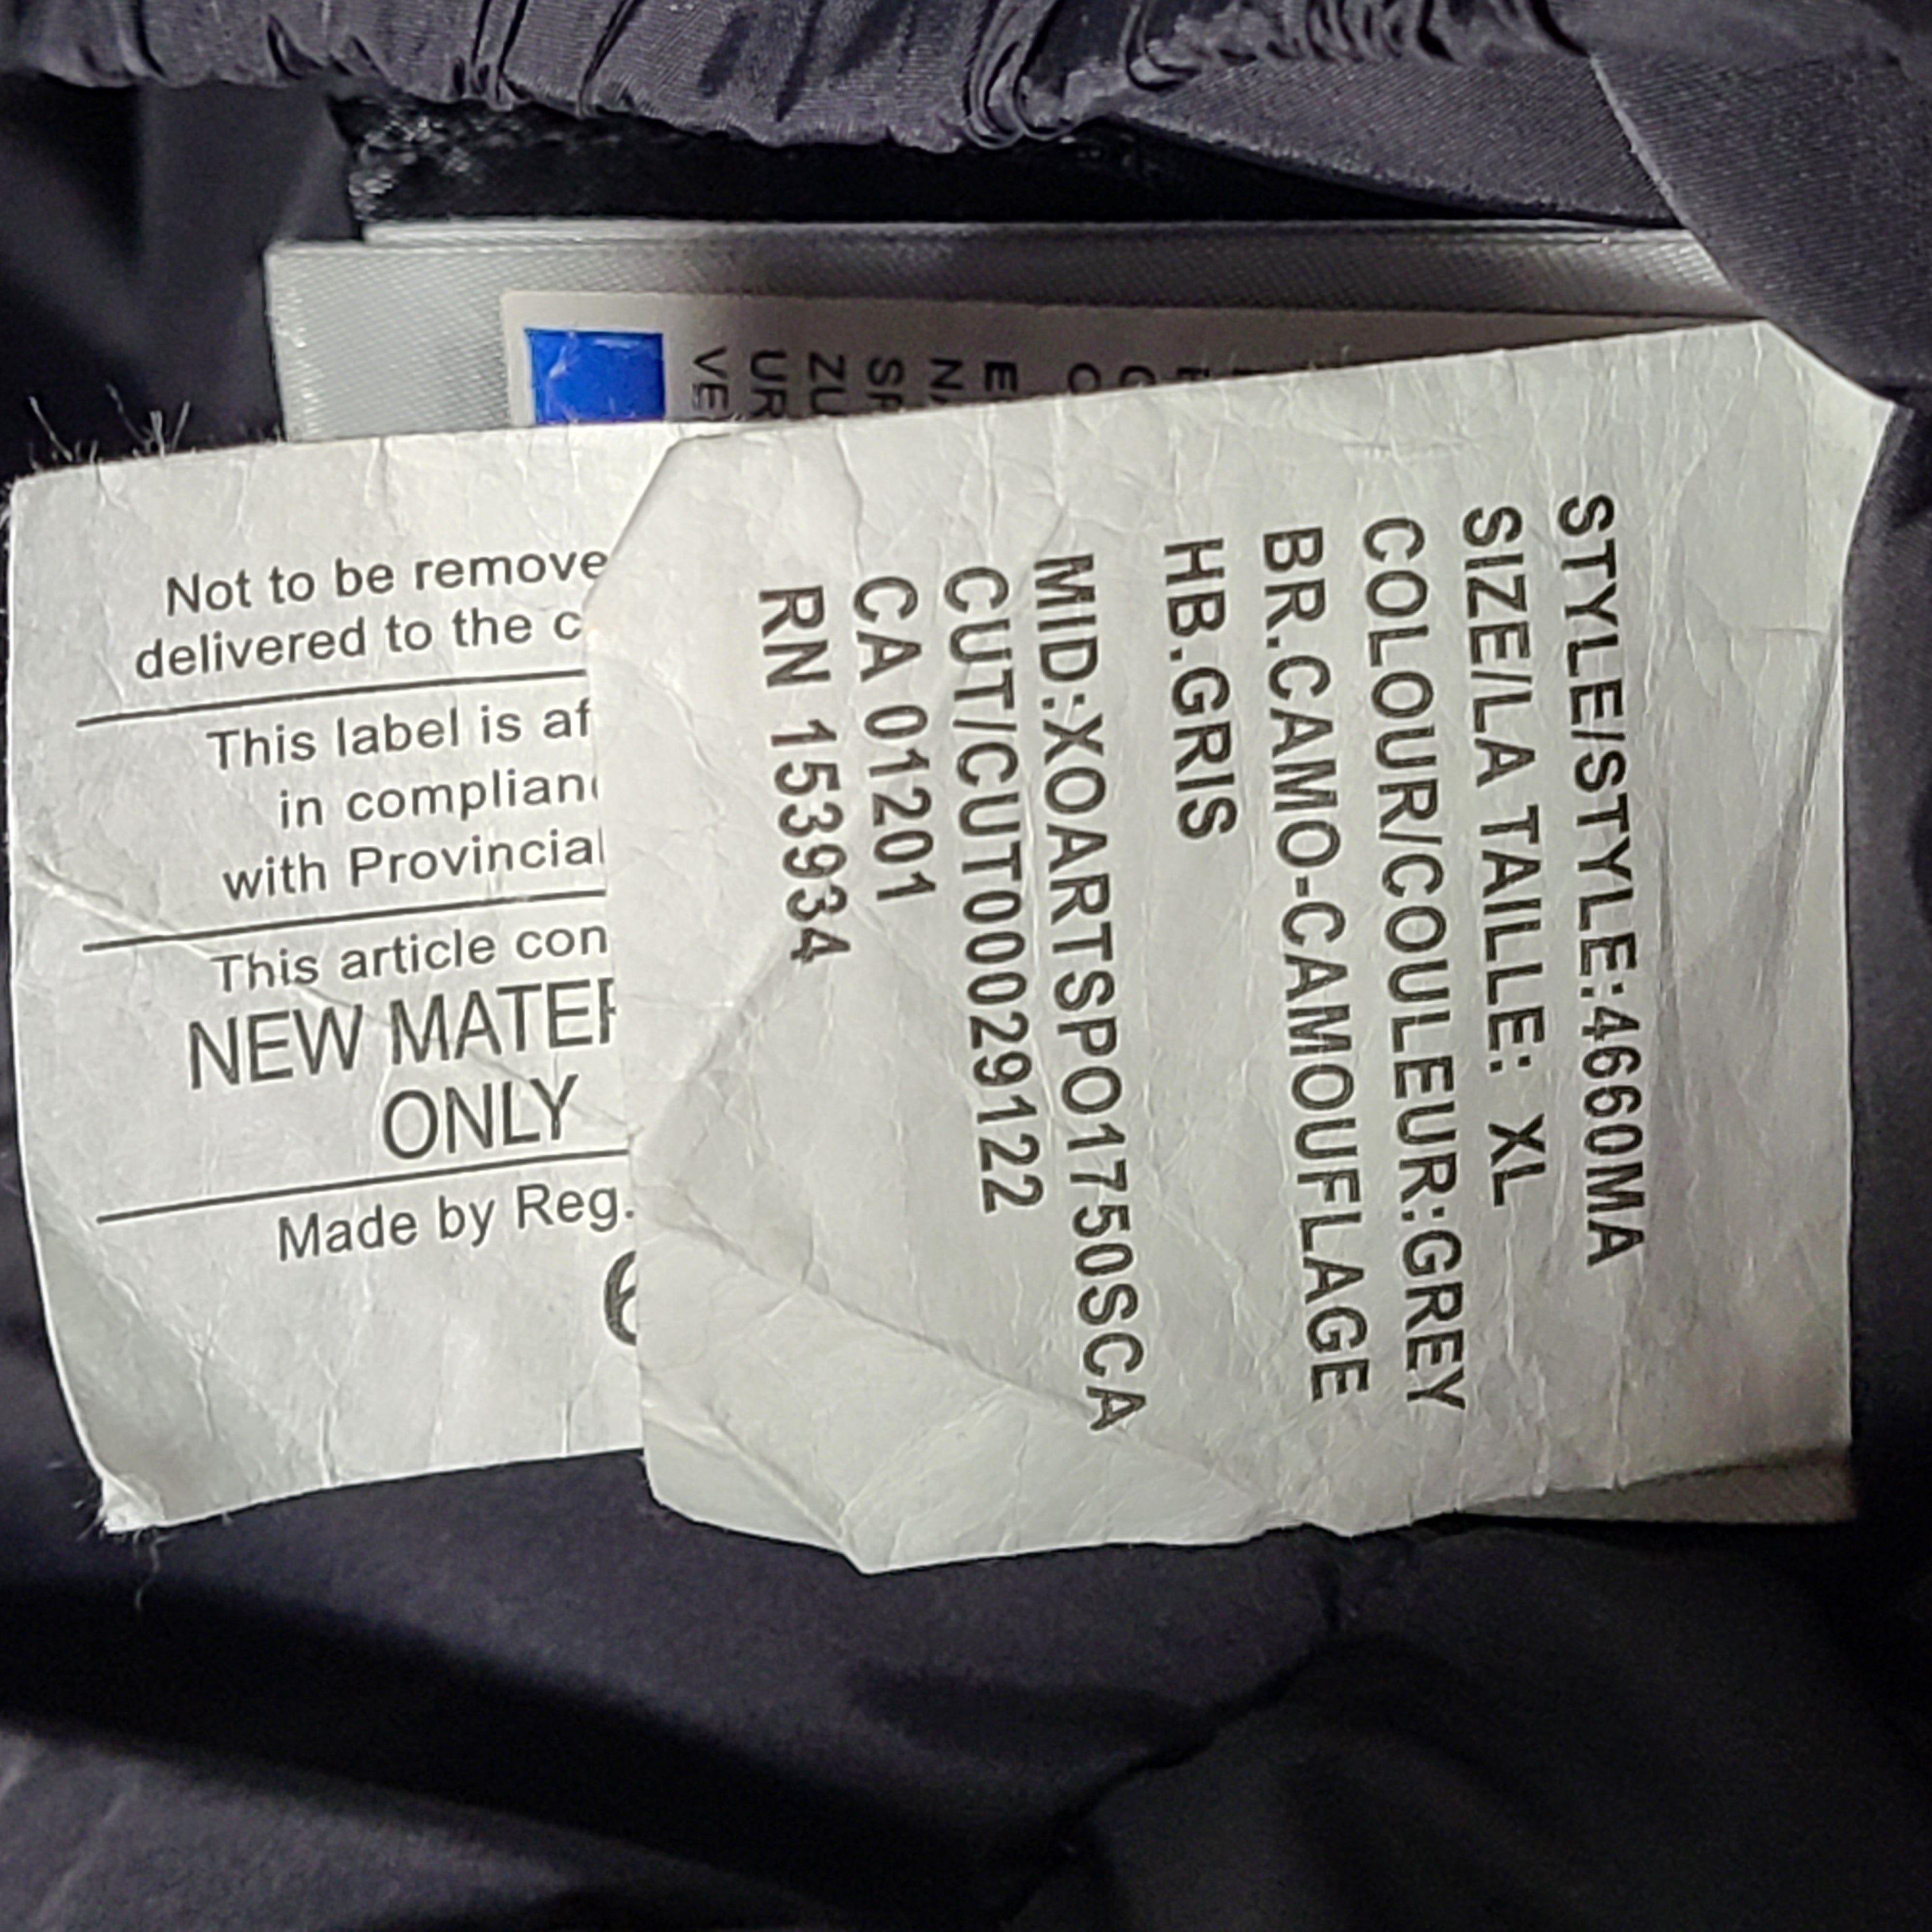 Not to be remove
delivered to the c
This label is af
in complian
with Provincial
This article con
NEW MATER
ONLY
Made by Reg.
STYLE/STYLE:4660MA
SIZE/LA TAILLE: XL
COLOUR/COULEUR:GREY
BR.CAMO-CAMOUFLAGE
HB.GRIS
MID:XOARTSPO1750SCA
CUT/CUT00029122
CA 01201
RN 153934